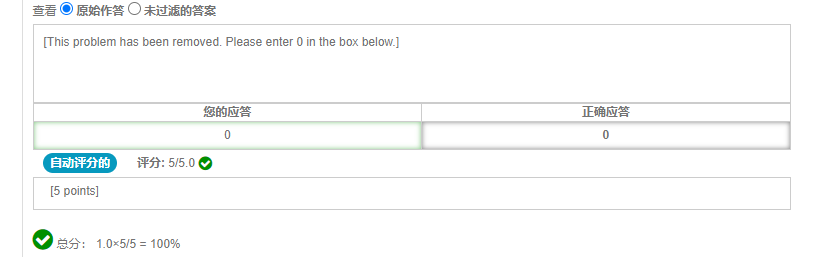 查看 原始作答 未过滤的答案
[This problem has been removed. Please enter 0 in the box below.]
您的应答 正确应答
0 0
自动评分的 评分: 5/5.0
[5 points]
总分： 1.0×5/5 = 100%